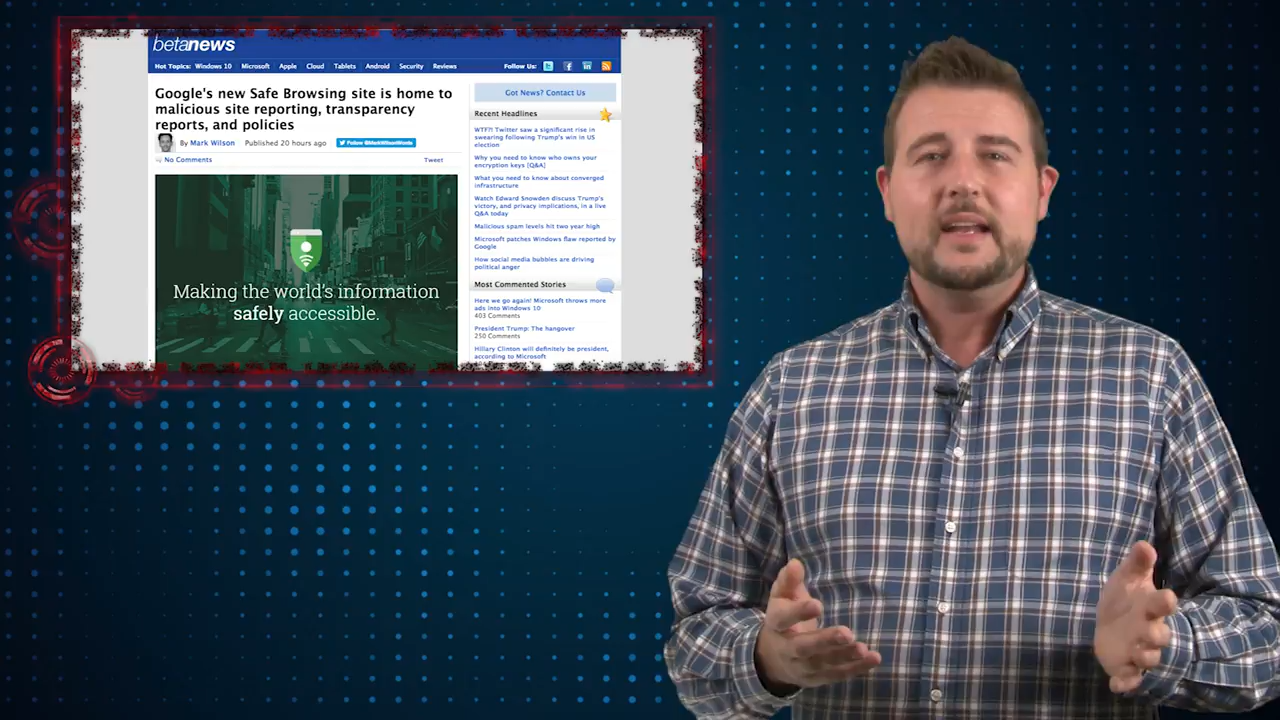 betanews
Hot Topics: Windows 10 Microsoft Apple Cloud Tablets Android Security Reviews Follow Us:
Google's new Safe Browsing site is home to
malicious site reporting, transparency
reports, and policies
By Mark Wilson Published 20 hours ago Follow @MarkWilsonWords
No Comments Tweet
Making the world's information
safely accessible.
Got News? Contact Us
Recent Headlines
WTF?! Twitter saw a significant rise in
swearing following Trump's win in US
election
Why you need to know who owns your
encryption keys [Q&A]
What you need to know about converged
infrastructure
Watch Edward Snowden discuss Trump's
victory, and privacy implications, in a live
Q&A today
Malicious spam levels hit two year high
Microsoft patches Windows flaw reported by
Google
How social media bubbles are driving
political anger
Most Commented Stories
Here we go again! Microsoft throws more
ads into Windows 10
403 Comments
President Trump: The hangover
250 Comments
Hillary Clinton will definitely be president,
according to Microsoft